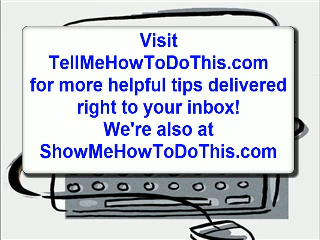 Visit
TellMeHowToDoThis.com
for more helpful tips delivered
right to your inbox!
We're also at
ShowMeHowToDoThis.com